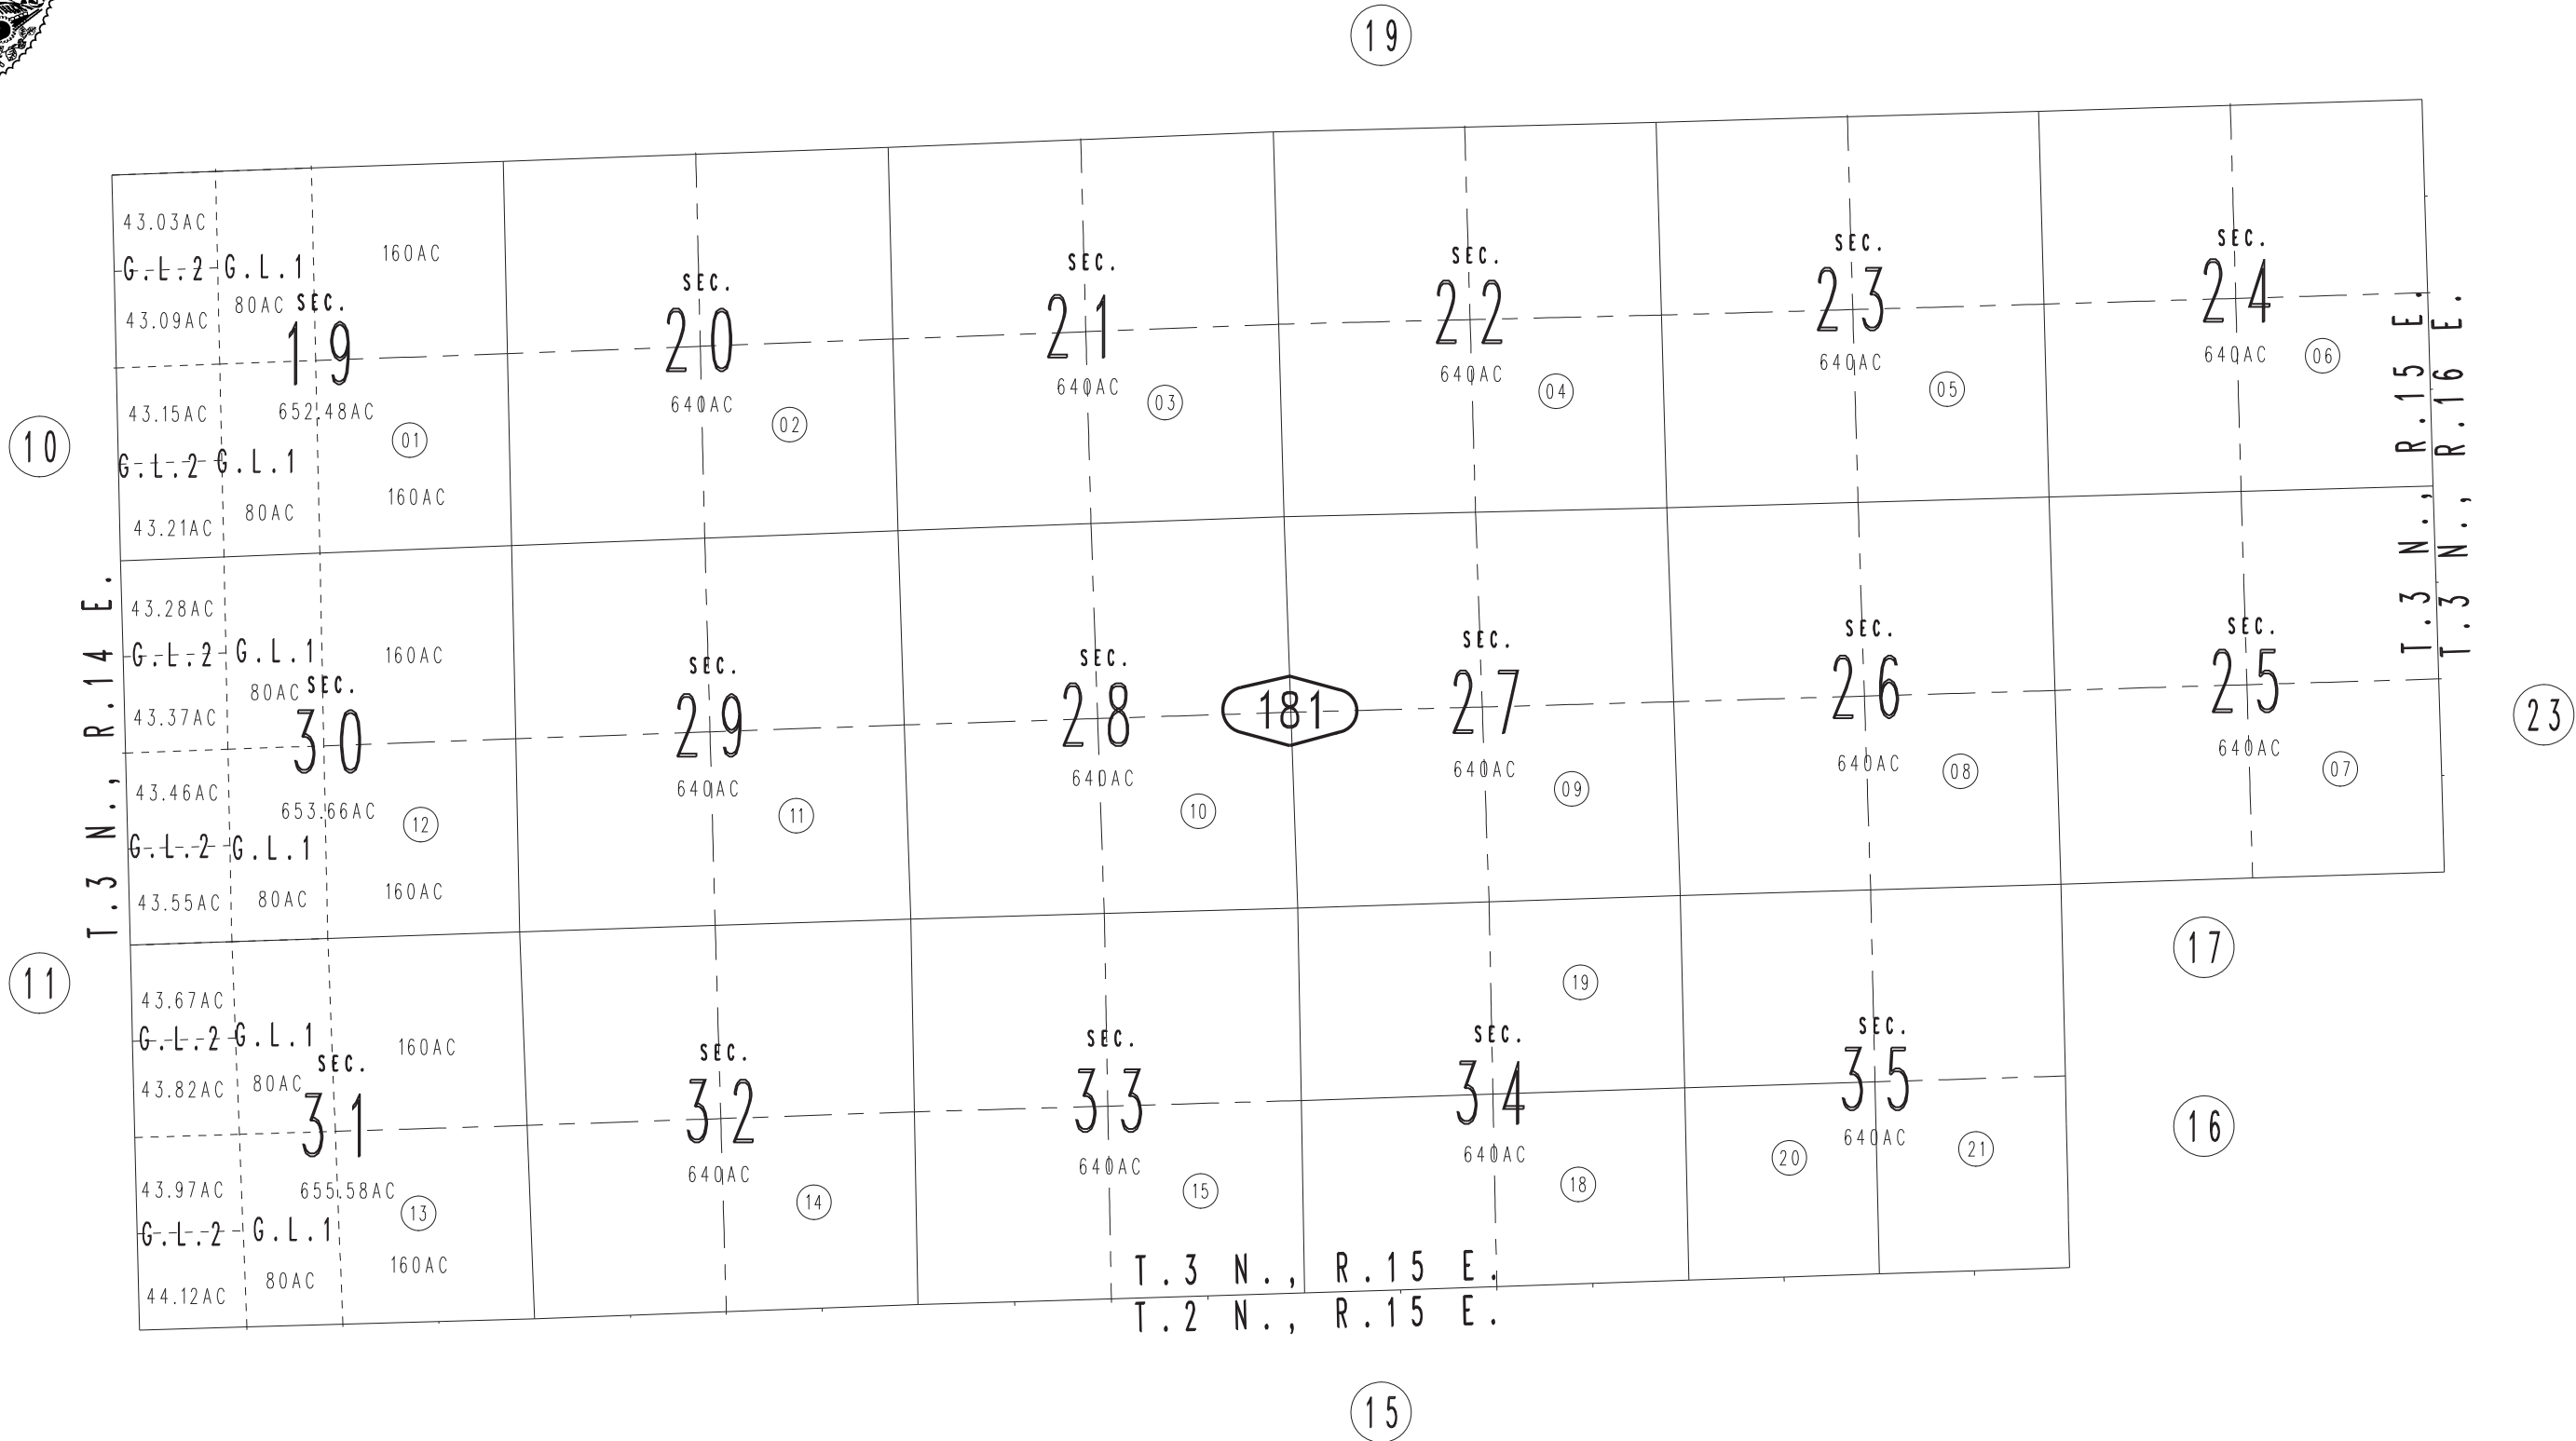 19
43.03AC
160AC
G.L.2 G.L.1
80AC SEC.
43.09AC
19
43.15AC
652.48AC
01
G.L.2 G.L.1
160AC
80AC
43.21AC
SEC.
20
640AC
02
SEC.
21
640AC
03
SEC.
22
640AC
04
SEC.
23
640AC
05
SEC.
24
640AC
06
T.3 N., R.15 E.
T.3 N., R.16 E.
10
T.3 N., R.14 E.
43.28AC
G.L.2 G.L.1
160AC
80AC SEC.
43.37AC
30
43.46AC
653.66AC
12
G.L.2 G.L.1
160AC
43.55AC
80AC
SEC.
29
640AC
11
SEC.
28
640AC
10
181
SEC.
27
640AC
09
SEC.
26
640AC
08
SEC.
25
640AC
07
23
11
43.67AC
G.L.2 G.L.1
160AC
SEC.
43.82AC
80AC
31
43.97AC
655.58AC
13
G.L.2 G.L.1
160AC
80AC
44.12AC
SEC.
32
640AC
14
SEC.
33
640AC
15
19
SEC.
34
640AC
18
SEC.
35
640AC
20
21
17
16
T.3 N., R.15 E.
T.2 N., R.15 E.
15